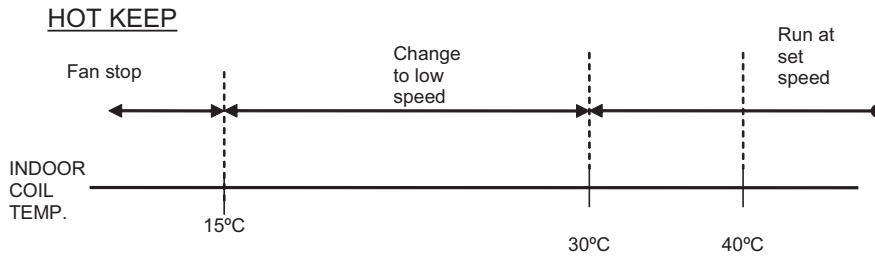 HOT KEEP
Fan stop
Change
to low
speed
Run at
set
speed
INDOOR
COIL
TEMP.
15ºC
30ºC
40ºC